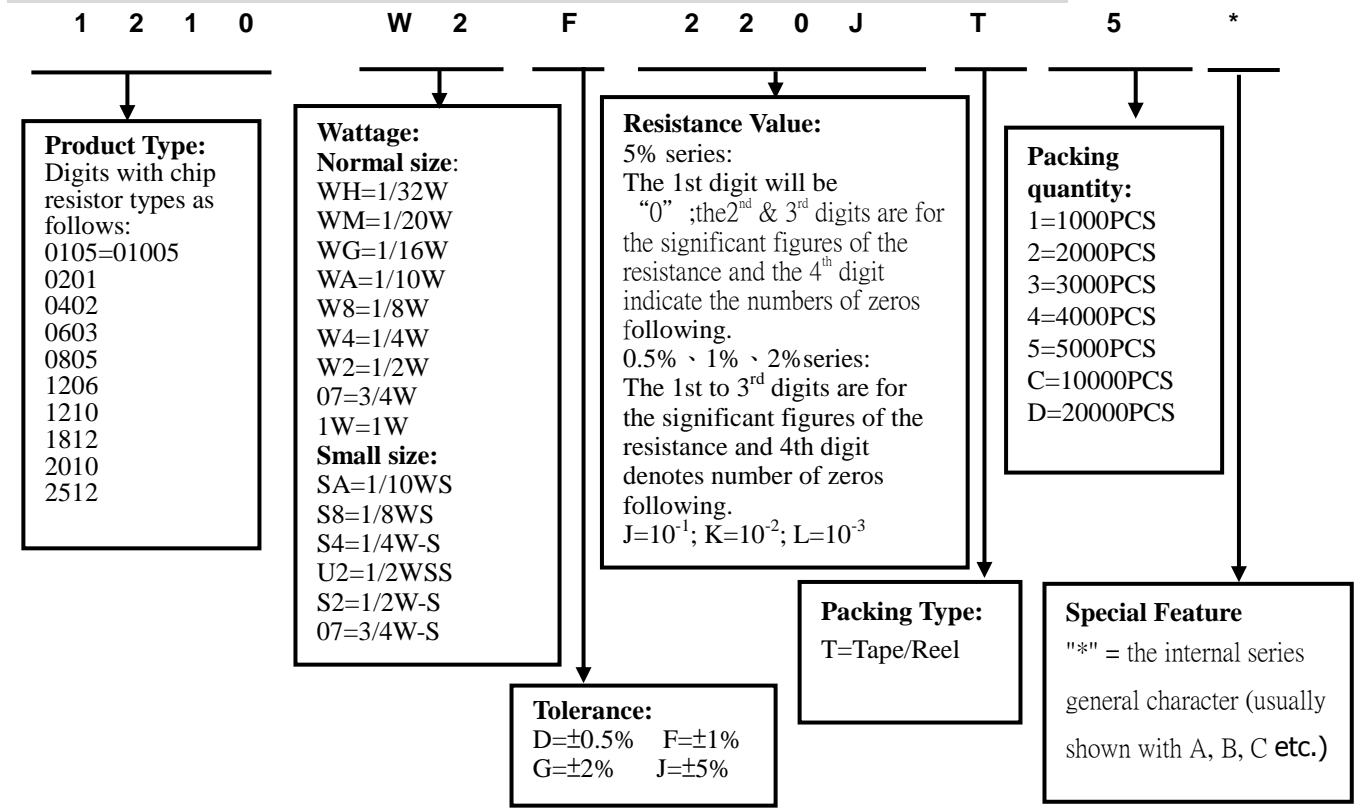 1 2 1 0 W 2 F 2 2 0 J T 5 *
Product Type:
Digits with chip
resistor types as
follows:
0105=01005
0201
0402
0603
0805
1206
1210
1812
2010
2512
Wattage:
Normal size:
WH=1/32W
WM=1/20W
WG=1/16W
WA=1/10W
W8=1/8W
W4=1/4W
W2=1/2W
07=3/4W
1W=1W
Small size:
SA=1/10WS
S8=1/8WS
S4=1/4W-S
U2=1/2WSS
S2=1/2W-S
07=3/4W-S
Tolerance:
D=±0.5% F=±1%
G=±2% J=±5%
Resistance Value:
5% series:
The 1st digit will be
“0” ;the2nd & 3rd digits are for
the significant figures of the
resistance and the 4th digit
indicate the numbers of zeros
following.
0.5%、1%、2%series:
The 1st to 3rd digits are for
the significant figures of the
resistance and 4th digit
denotes number of zeros
following.
J=10-1; K=10-2; L=10-3
Packing Type:
T=Tape/Reel
Packing
quantity:
1=1000PCS
2=2000PCS
3=3000PCS
4=4000PCS
5=5000PCS
C=10000PCS
D=20000PCS
Special Feature
"*" = the internal series
general character (usually
shown with A, B, C etc.)